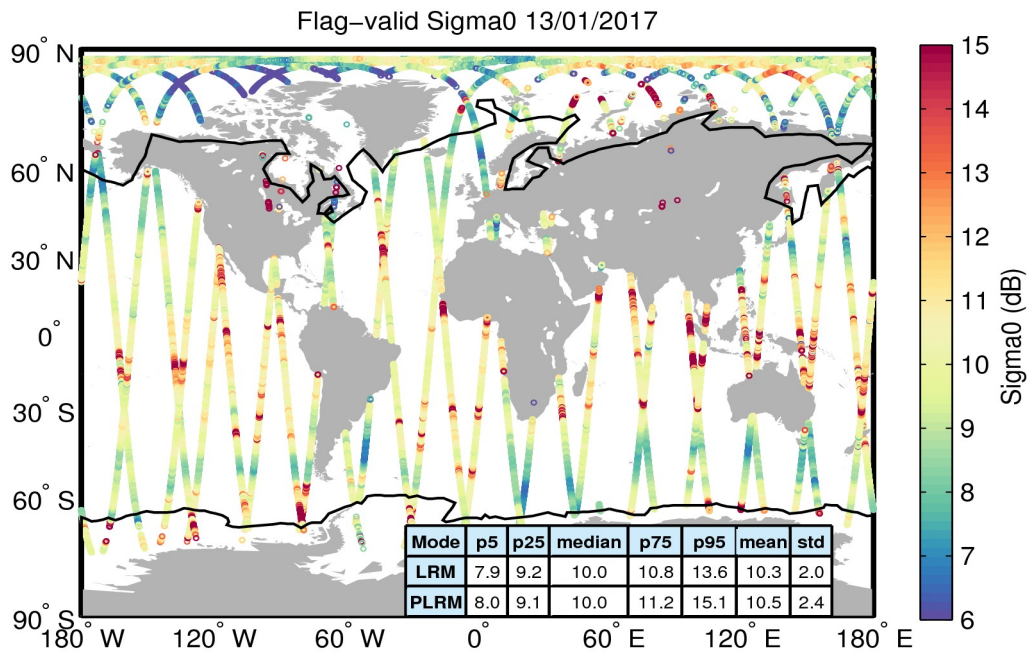 Flag−valid Sigma0 13/01/2017
90° N
60° N
30° N
0°
30° S
60° S
90° S
180° W 120° W 60° W 0° 60° E 120° E 180° E
Mode p5 p25 median p75 p95 mean std
LRM 7.9 9.2 10.0 10.8 13.6 10.3 2.0
PLRM 8.0 9.1 10.0 11.2 15.1 10.5 2.4
15
14
13
12
11
10
9
8
7
6
Sigma0 (dB)